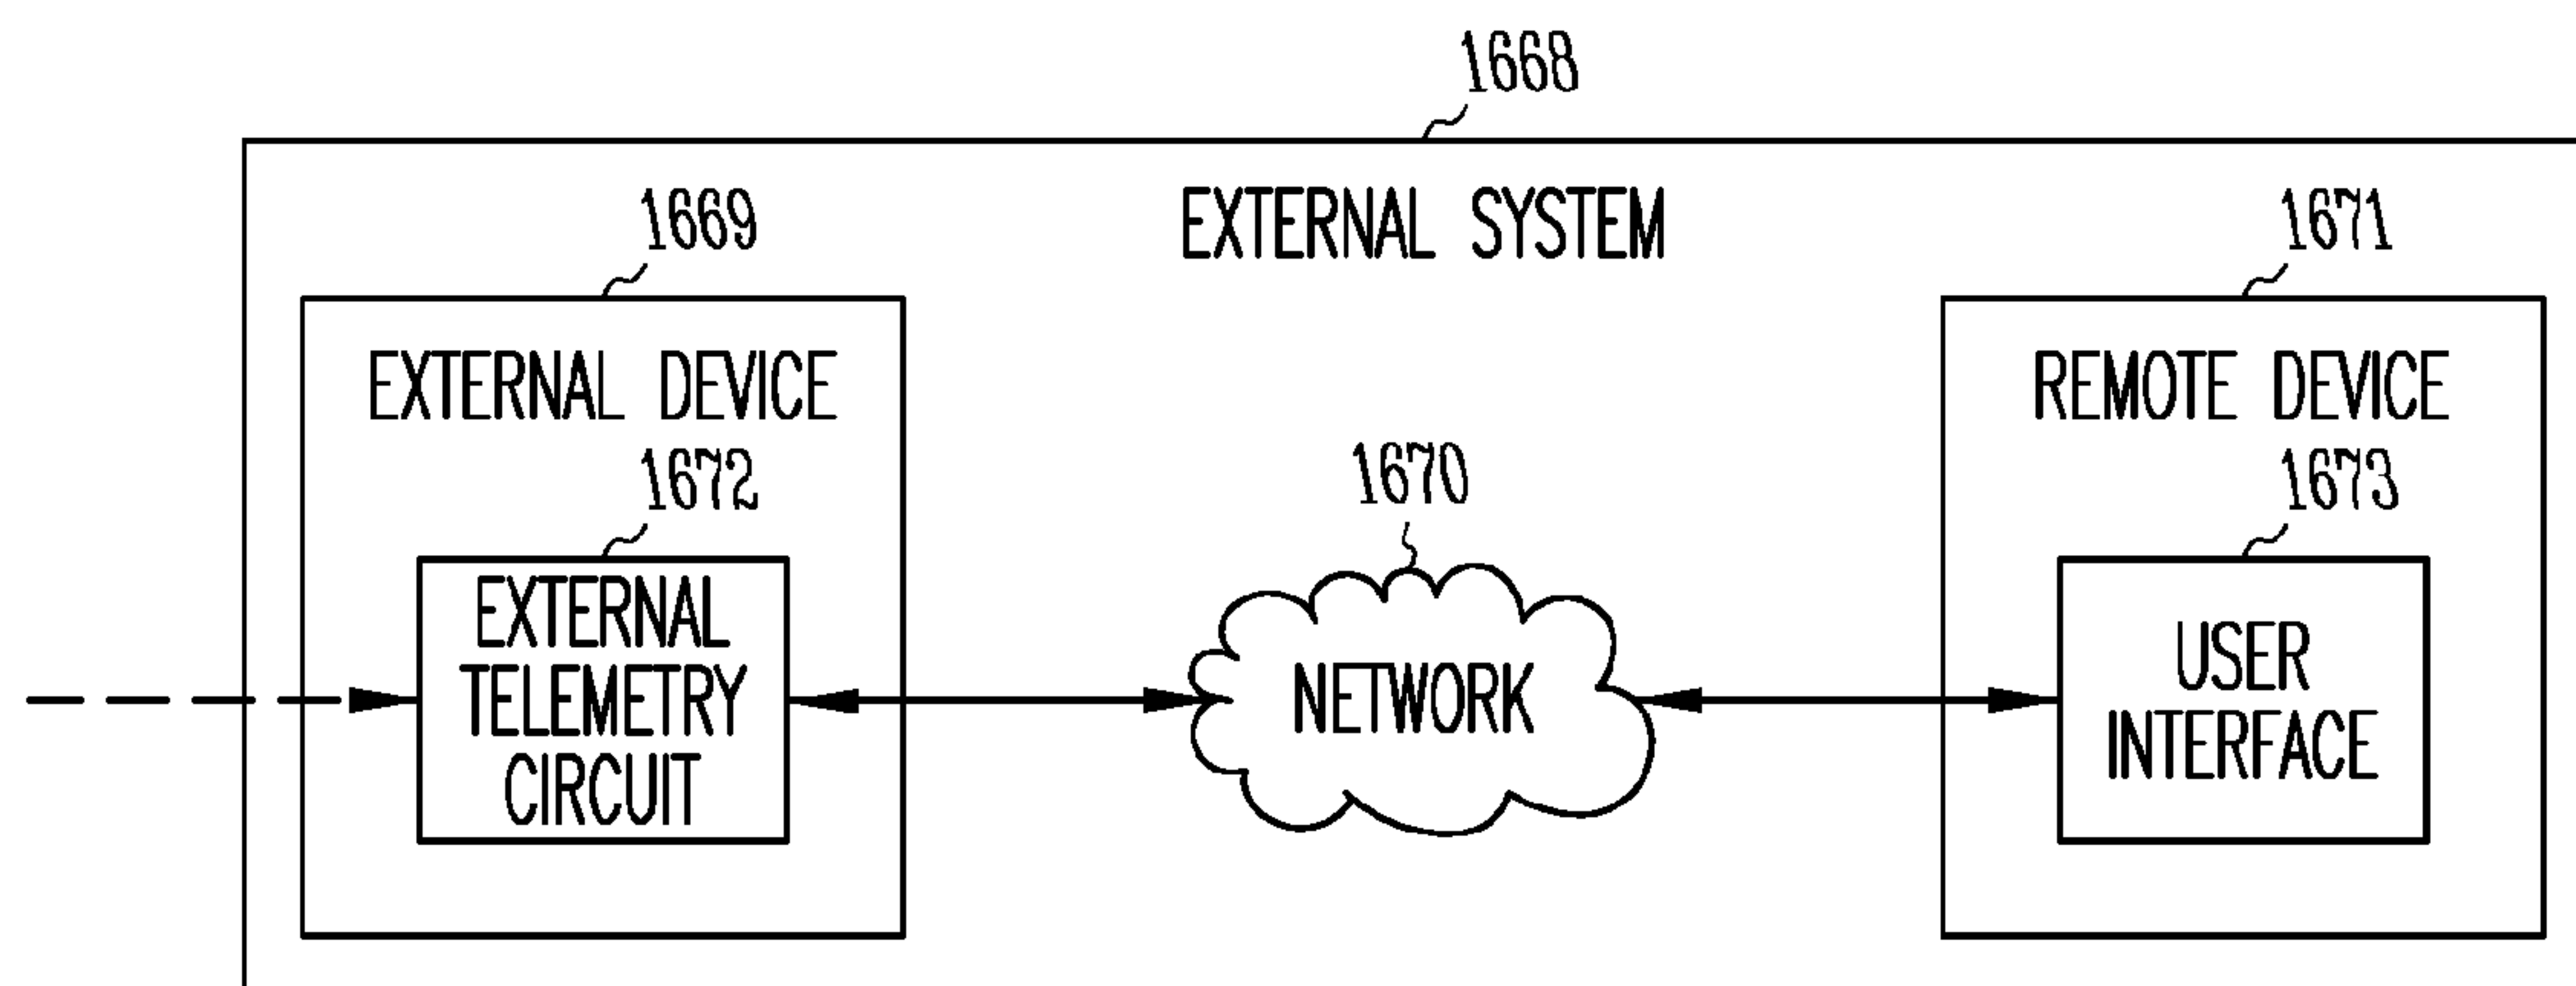 1668
EXTERNAL SYSTEM
1669
EXTERNAL DEVICE
1672
EXTERNAL
TELEMETRY
CIRCUIT
1670
NETWORK
1671
REMOTE DEVICE
1673
USER
INTERFACE